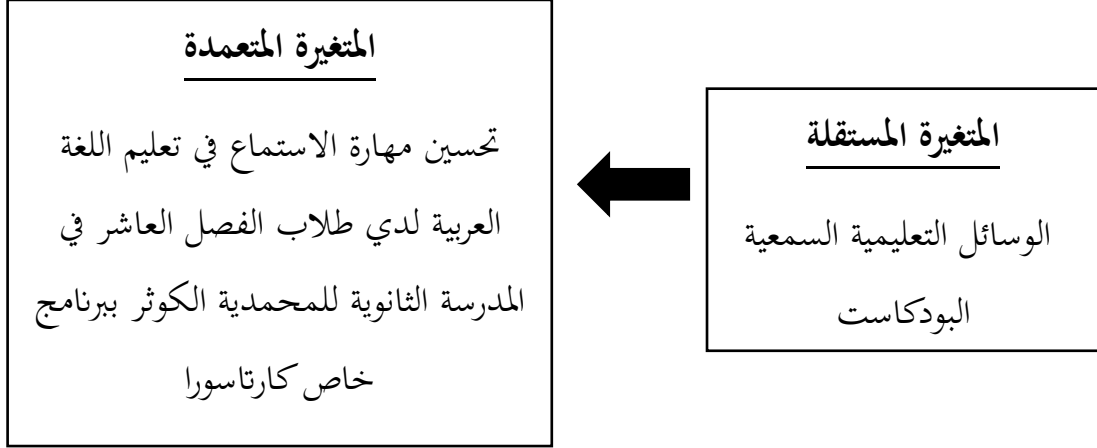 المتغيرة المستقلة
الوسائل التعليمية السمعية
البودكاست
المتغيرة المتعمدة
تحسين مهارة الاستماع في تعليم اللغة
العربية لدي طلاب الفصل العاشر في
المدرسة الثانوية للمحمدية الكوثر ببرنامج
خاص كارتاسورا